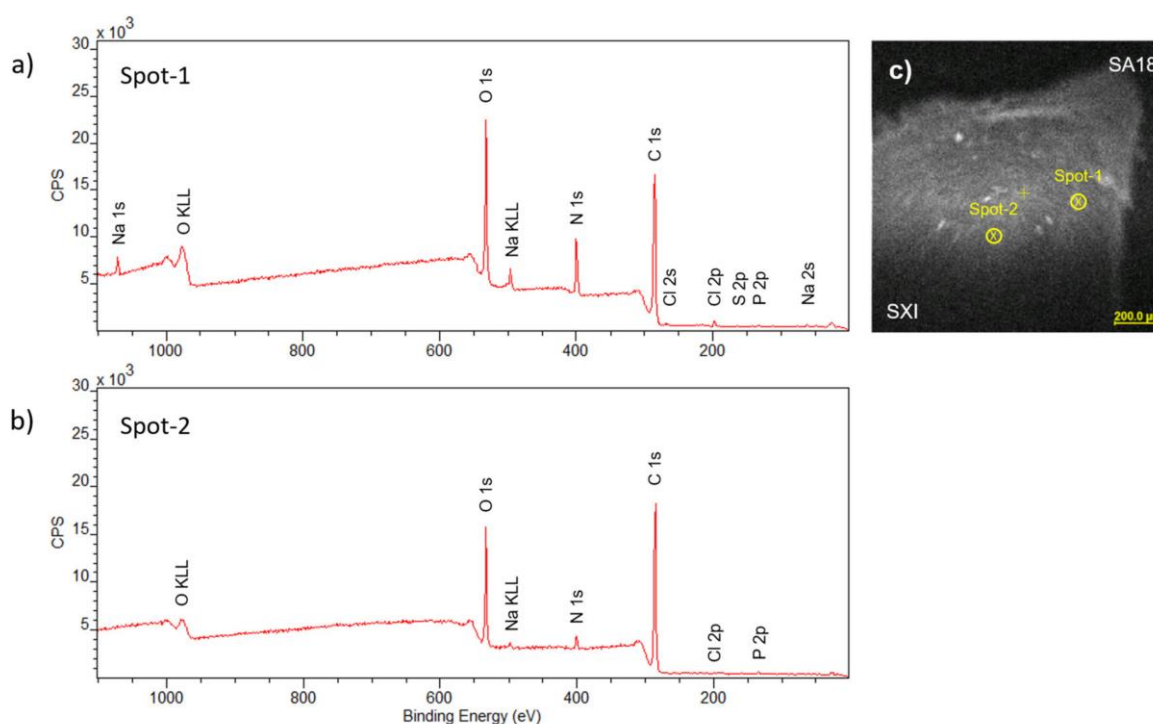 a)
x 10³
Spot-1
30
25
20
15
10
5
CPS
Na 1s
O KLL
O 1s
Na KLL
N 1s
C 1s
Cl 2s
Cl 2p
S 2p
P 2p
Na 2s
1000 800 600 400 200
b)
x 10³
Spot-2
30
25
20
15
10
5
CPS
O KLL
O 1s
Na KLL
N 1s
C 1s
Cl 2p
P 2p
1000 800 600 400 200
Binding Energy (eV)
c)
SA18
Spot-1
Spot-2
SXI
200.0 µ